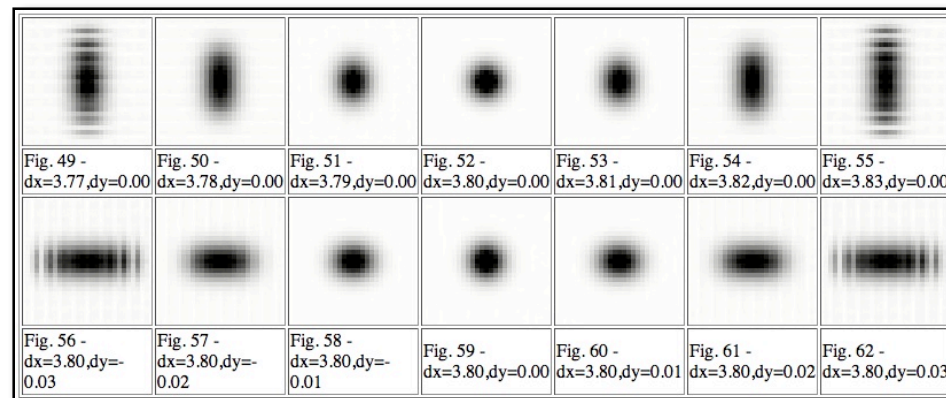 Fig. 49 -
dx=3.77,dy=0.00
Fig. 50 -
dx=3.78,dy=0.00
Fig. 51 -
dx=3.79,dy=0.00
Fig. 52 -
dx=3.80,dy=0.00
Fig. 53 -
dx=3.81,dy=0.00
Fig. 54 -
dx=3.82,dy=0.00
Fig. 55 -
dx=3.83,dy=0.00
Fig. 56 -
dx=3.80,dy=-
0.03
Fig. 57 -
dx=3.80,dy=-
0.02
Fig. 58 -
dx=3.80,dy=-
0.01
Fig. 59 -
dx=3.80,dy=0.00
Fig. 60 -
dx=3.80,dy=0.01
Fig. 61 -
dx=3.80,dy=0.02
Fig. 62 -
dx=3.80,dy=0.03